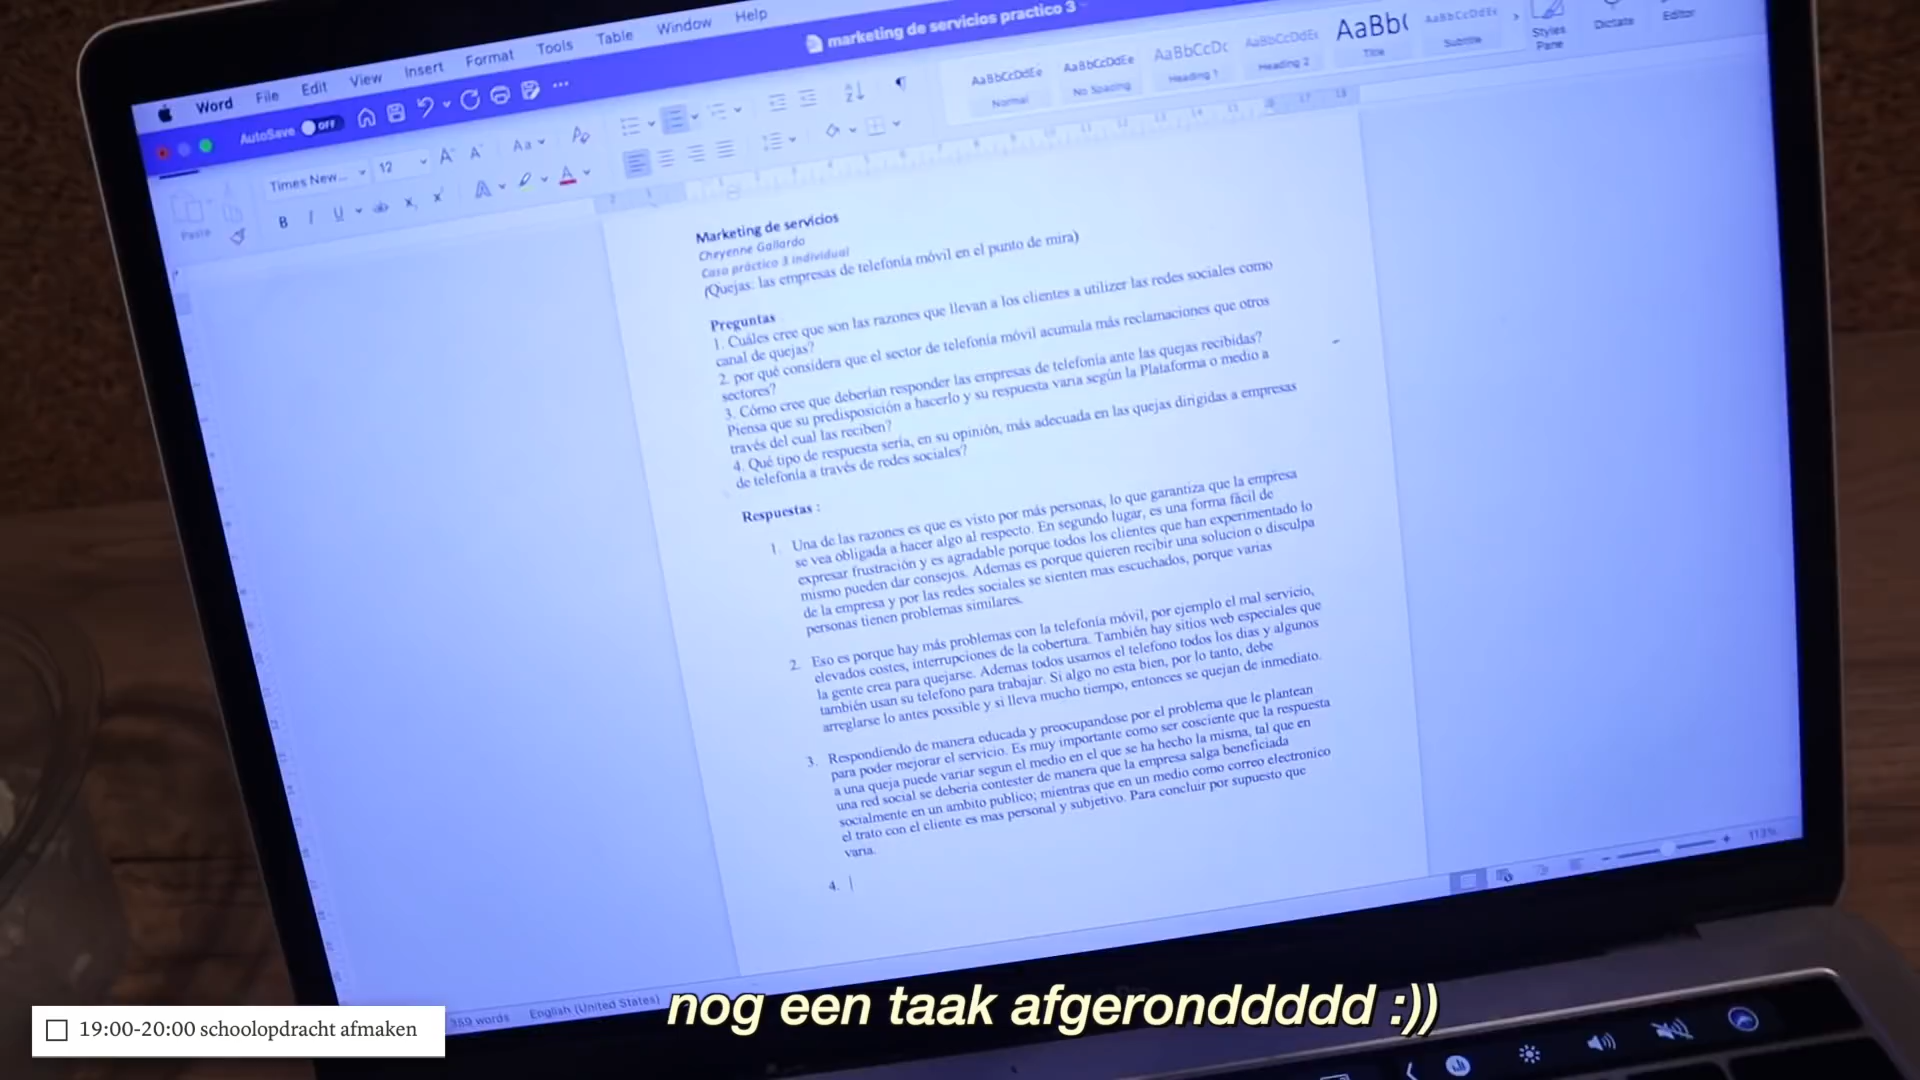 Word File Edit View Insert Format Tools Table Window Help
AutoSave OFF
marketing de servicios practico 3
Times New... 12
Paste
AaBbCcDdEe Normal
AaBbCcDdEe No Spacing
AaBbCcDc Heading 1
AaBbCcDdEe Heading 2
AaBb( Title
AaBbCcDdEe Subtitle
Styles Pane
Dictate
Editor
Marketing de servicios
Cheyenne Gallardo
Caso práctico 3 individual
(Quejas: las empresas de telefonía móvil en el punto de mira)
Preguntas
1. Cuáles cree que son las razones que llevan a los clientes a utilizer las redes sociales como
canal de quejas?
2. por qué considera que el sector de telefonía móvil acumula más reclamaciones que otros
sectores?
3. Cómo cree que deberían responder las empresas de telefonía ante las quejas recibidas?
Piensa que su predisposición a hacerlo y su respuesta varia según la Plataforma o medio a
través del cual las reciben?
4. Qué tipo de respuesta sería, en su opinión, más adecuada en las quejas dirigidas a empresas
de telefonía a través de redes sociales?
Respuestas :
1. Una de las razones es que es visto por más personas, lo que garantiza que la empresa
se vea obligada a hacer algo al respecto. En segundo lugar, es una forma fácil de
expresar frustración y es agradable porque todos los clientes que han experimentado lo
mismo pueden dar consejos. Ademas es porque quieren recibir una solucion o disculpa
de la empresa y por las redes sociales se sienten mas escuchados, porque varias
personas tienen problemas similares.
2. Eso es porque hay más problemas con la telefonía móvil, por ejemplo el mal servicio,
elevados costes, interrupciones de la cobertura. También hay sitios web especiales que
la gente crea para quejarse. Ademas todos usamos el telefono todos los dias y algunos
también usan su telefono para trabajar. Si algo no esta bien, por lo tanto, debe
arreglarse lo antes possible y si lleva mucho tiempo, entonces se quejan de inmediato.
3. Respondiendo de manera educada y preocupandose por el problema que le plantean
para poder mejorar el servicio. Es muy importante como ser cosciente que la respuesta
a una queja puede variar segun el medio en el que se ha hecho la misma, tal que en
una red social se deberia contester de manera que la empresa salga beneficiada
socialmente en un ambito publico; mientras que en un medio como correo electronico
el trato con el cliente es mas personal y subjetivo. Para concluir por supuesto que
varia.
4.
359 words English (United States)
113%
nog een taak afgerondddddd :))
19:00-20:00 schoolopdracht afmaken